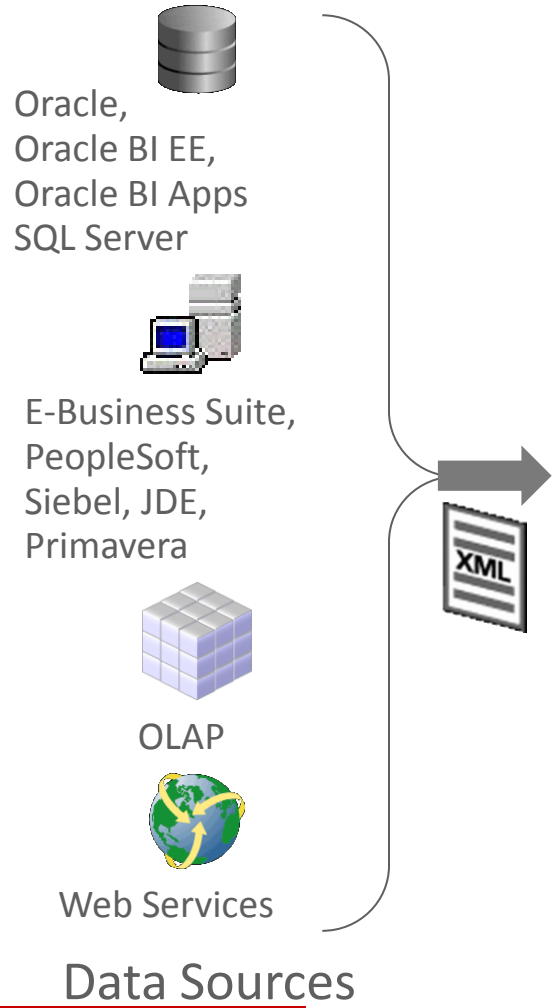 Oracle,
Oracle BI EE,
Oracle BI Apps
SQL Server
E-Business Suite,
PeopleSoft,
Siebel, JDE,
Primavera
XML
OLAP
Web Services
Data Sources